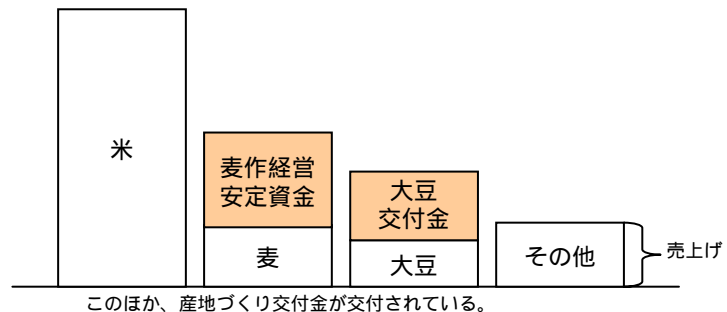 米
麦作経営
安定資金
麦
大豆
交付金
大豆
その他
売上げ
このほか、産地づくり交付金が交付されている。